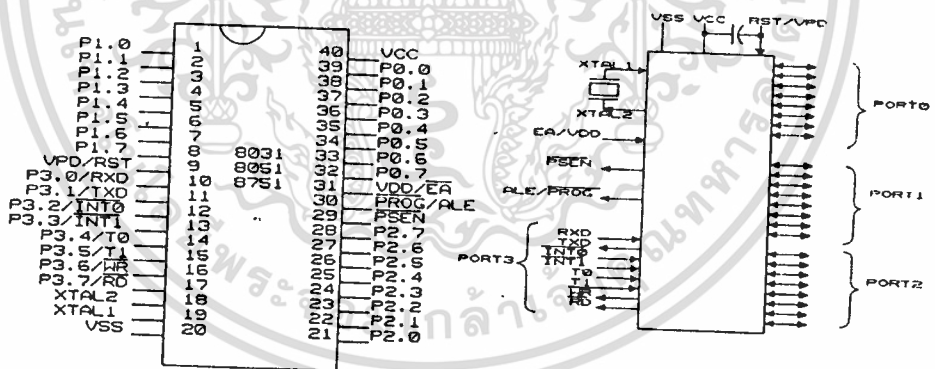 P1.0 1 40 VCC
P1.1 2 39 P0.0
P1.2 3 38 P0.1
P1.3 4 37 P0.2
P1.4 5 36 P0.3
P1.5 6 35 P0.4
P1.6 7 34 P0.5
P1.7 8 33 P0.6
VPD/RST 9 32 P0.7
P3.0/RXD 10 31 VDD/EA
P3.1/TXD 11 30 PROG/ALE
P3.2/INT0 12 29 PSEN
P3.3/INT1 13 28 P2.7
P3.4/T0 14 27 P2.6
P3.5/T1 15 26 P2.5
P3.6/WR 16 25 P2.4
P3.7/RD 17 24 P2.3
XTAL2 18 23 P2.2
XTAL1 19 22 P2.1
VSS 20 21 P2.0
8031
8051
8751
VSS VCC RST/VPD
XTAL1
XTAL2
EA/VDD
PSEN
ALE/PROG
PORT3
RXD
TXD
INT0
INT1
T0
T1
WR
RD
PORT0
PORT1
PORT2